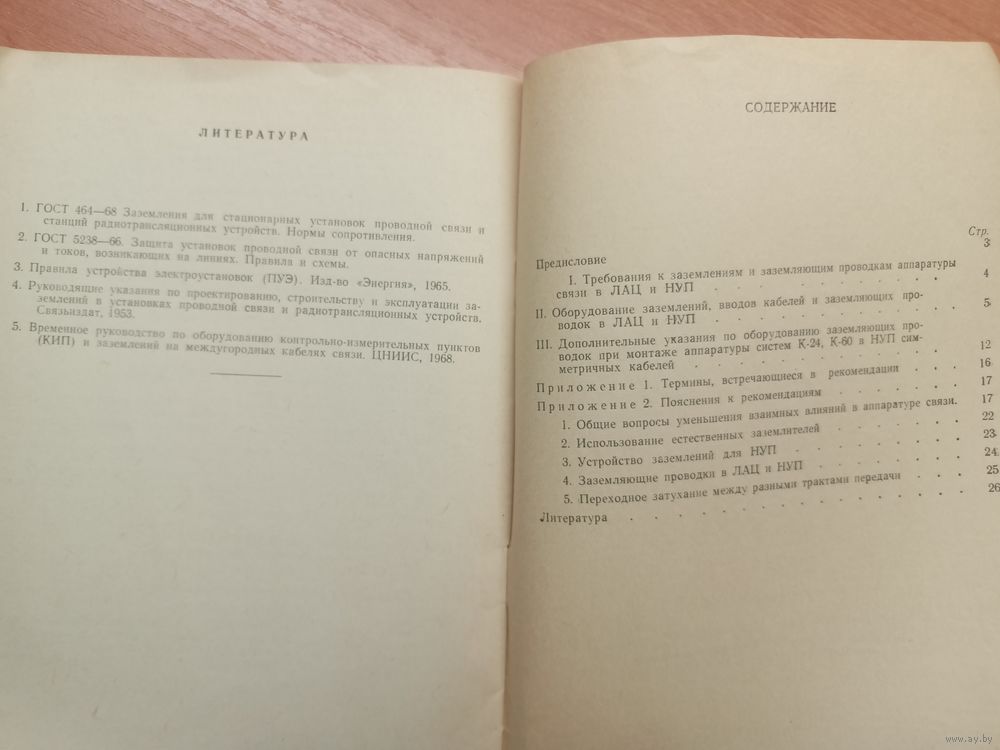 ЛИТЕРАТУРА
1. ГОСТ 464—68 Заземления для стационарных установок проводной связи и
станций радиотрансляционных устройств. Нормы сопротивления.
2. ГОСТ 5238—66. Защита установок проводной связи от опасных напряжений
и токов, возникающих на линиях. Правила и схемы.
3. Правила устройства электроустановок (ПУЭ). Изд-во «Энергия», 1965.
4. Руководящие указания по проектированию, строительству и эксплуатации за-
землений в установках проводной связи и радиотрансляционных устройств.
Связьиздат, 1953.
5. Временное руководство по оборудованию контрольно-измерительных пунктов
(КИП) и заземлений на междугородных кабелях связи. ЦНИИС, 1968.
СОДЕРЖАНИЕ
Стр.
Предисловие 3
I. Требования к заземлениям и заземляющим проводкам аппаратуры
связи в ЛАЦ и НУП . . . . . . . . 4
II. Оборудование заземлений, вводов кабелей и заземляющих про-
водок в ЛАЦ и НУП . . . . . . . . 5
III. Дополнительные указания по оборудованию заземляющих про-
водок при монтаже аппаратуры систем К-24, К-60 в НУП сим-
метричных кабелей . . . . . . . . 12
Приложение 1. Термины, встречающиеся в рекомендации . . . 16
Приложение 2. Пояснения к рекомендациям . . . . . 17
1. Общие вопросы уменьшения взаимных влияний в аппаратуре связи. 17
2. Использование естественных заземлителей . . . . . . 22
3. Устройство заземлений для НУП . . . . . . . 23
4. Заземляющие проводки в ЛАЦ и НУП . . . . . . 24
5. Переходное затухание между разными трактами передачи . . . 25
Литература . . . . . . . . . . . 26
www.ay.by